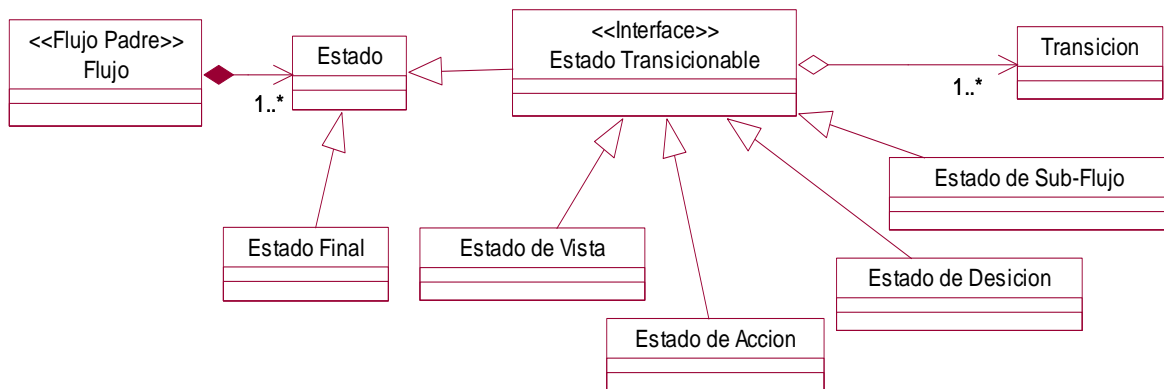 <<Flujo Padre>>
Flujo
Estado
<<Interface>>
Estado Transicionable
Transicion
1..*
1..*
Estado de Sub-Flujo
Estado Final
Estado de Vista
Estado de Desicion
Estado de Accion